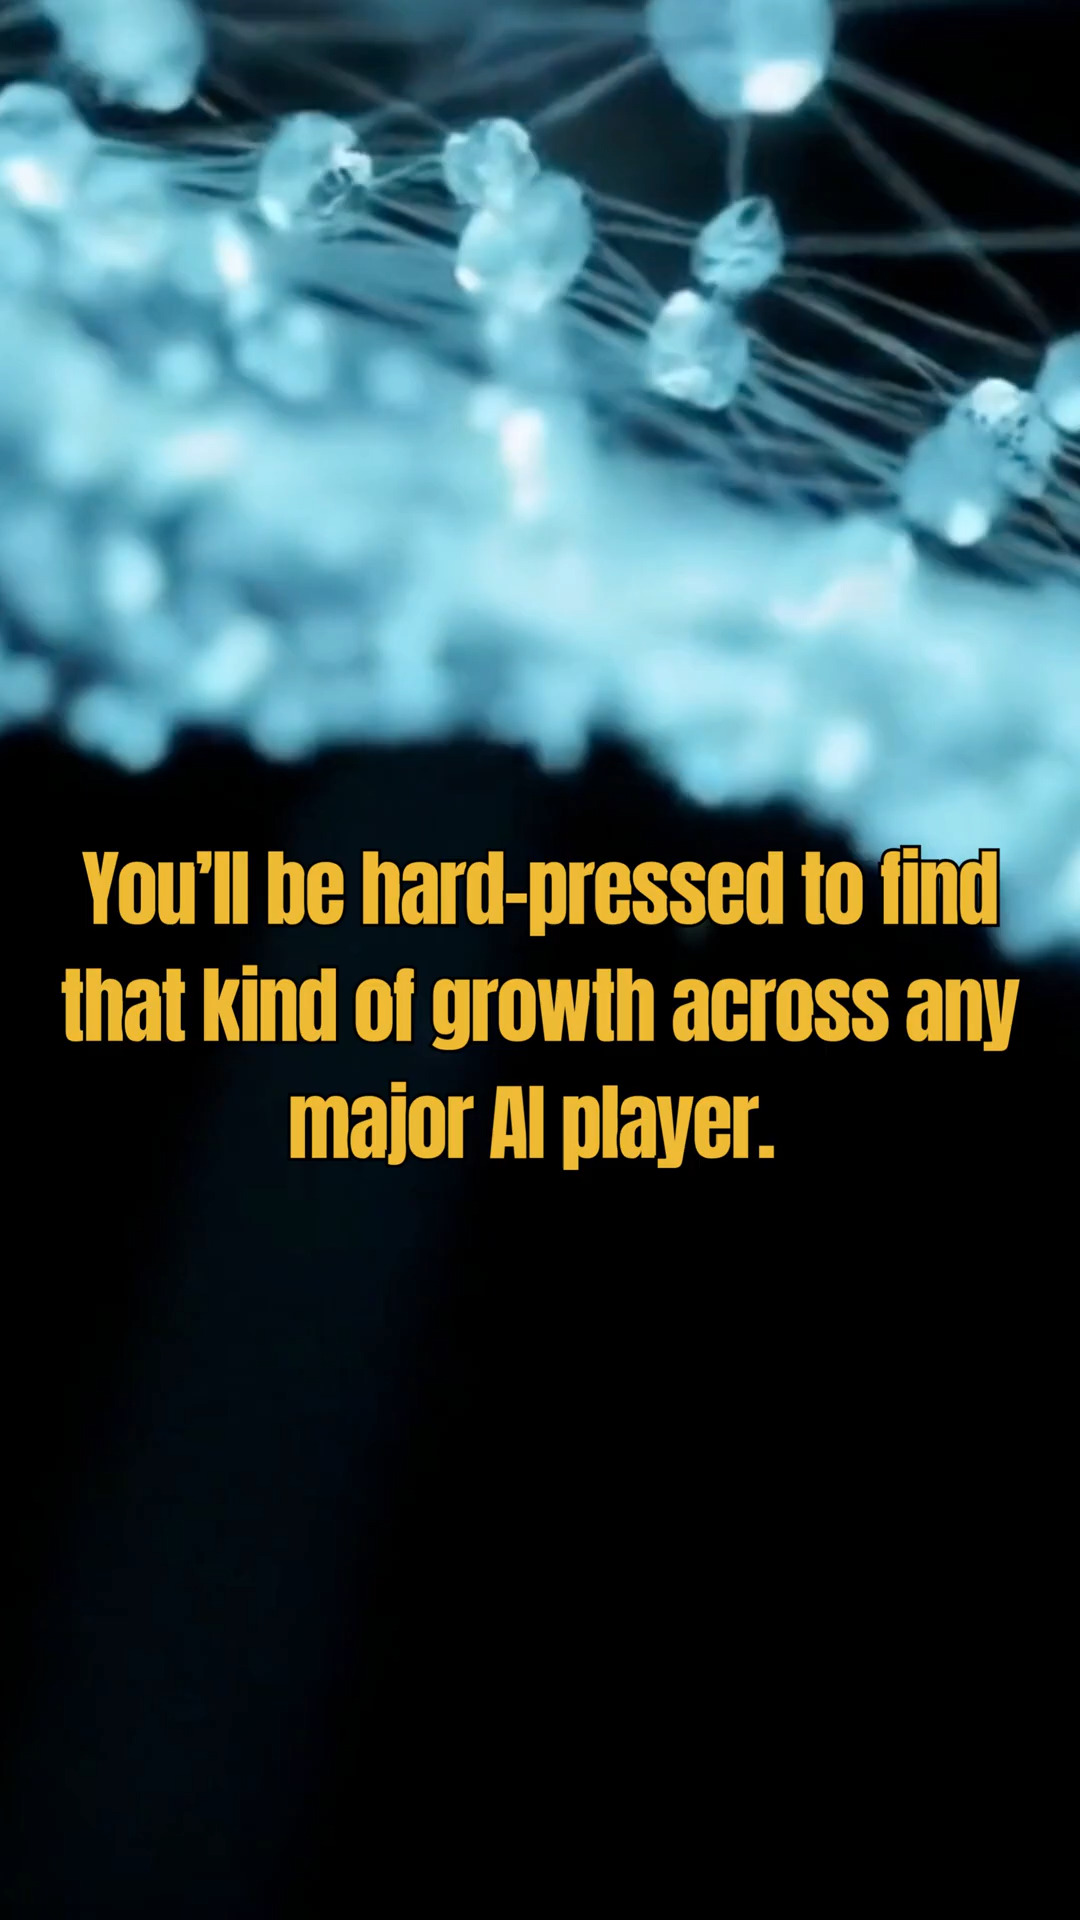 You’ll be hard-pressed to find
that kind of growth across any
major AI player.